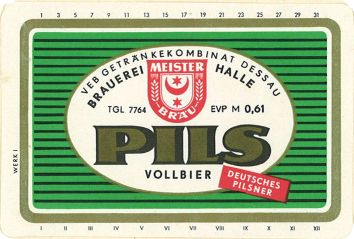 1 3 5 7 9 11 13 15 17 19 21 23 25 27 29 31
VEB GETRÄNKEKOMBINAT DESSAU
BRAUEREI HALLE
MEISTER
BRÄU
TGL 7764 EVP M 0,61
PILS
VOLLBIER
DEUTSCHES
PILSNER
WERK I
I II III IV V VI VII VIII IX X XI XII